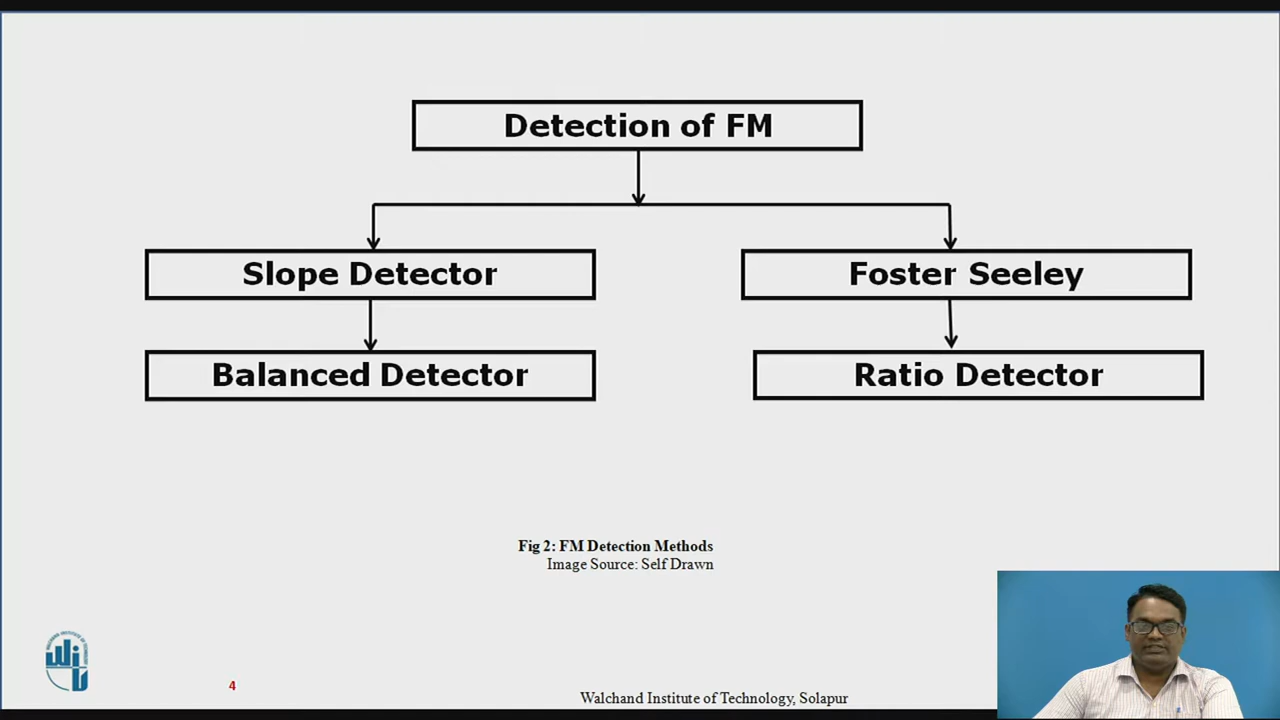 Detection of FM
Slope Detector
Foster Seeley
Balanced Detector
Ratio Detector
Fig 2: FM Detection Methods
Image Source: Self Drawn
4
Walchand Institute of Technology, Solapur